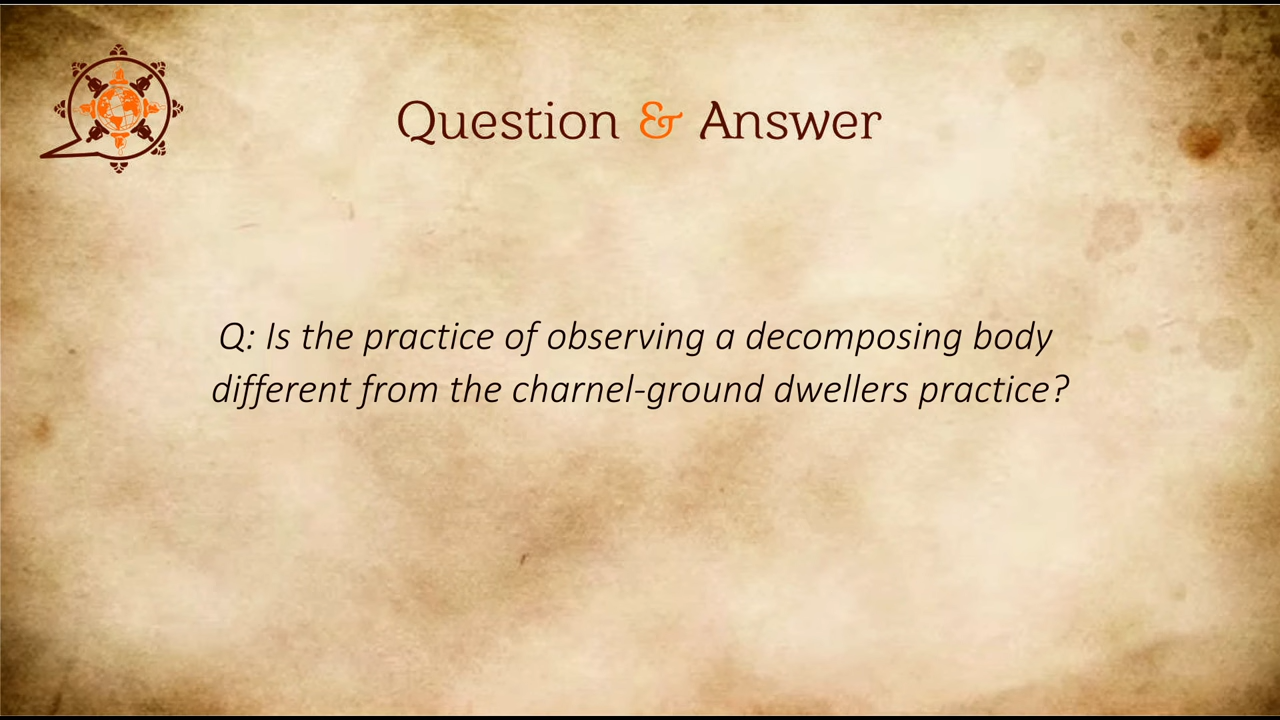 Question & Answer
Q: Is the practice of observing a decomposing body
different from the charnel-ground dwellers practice?